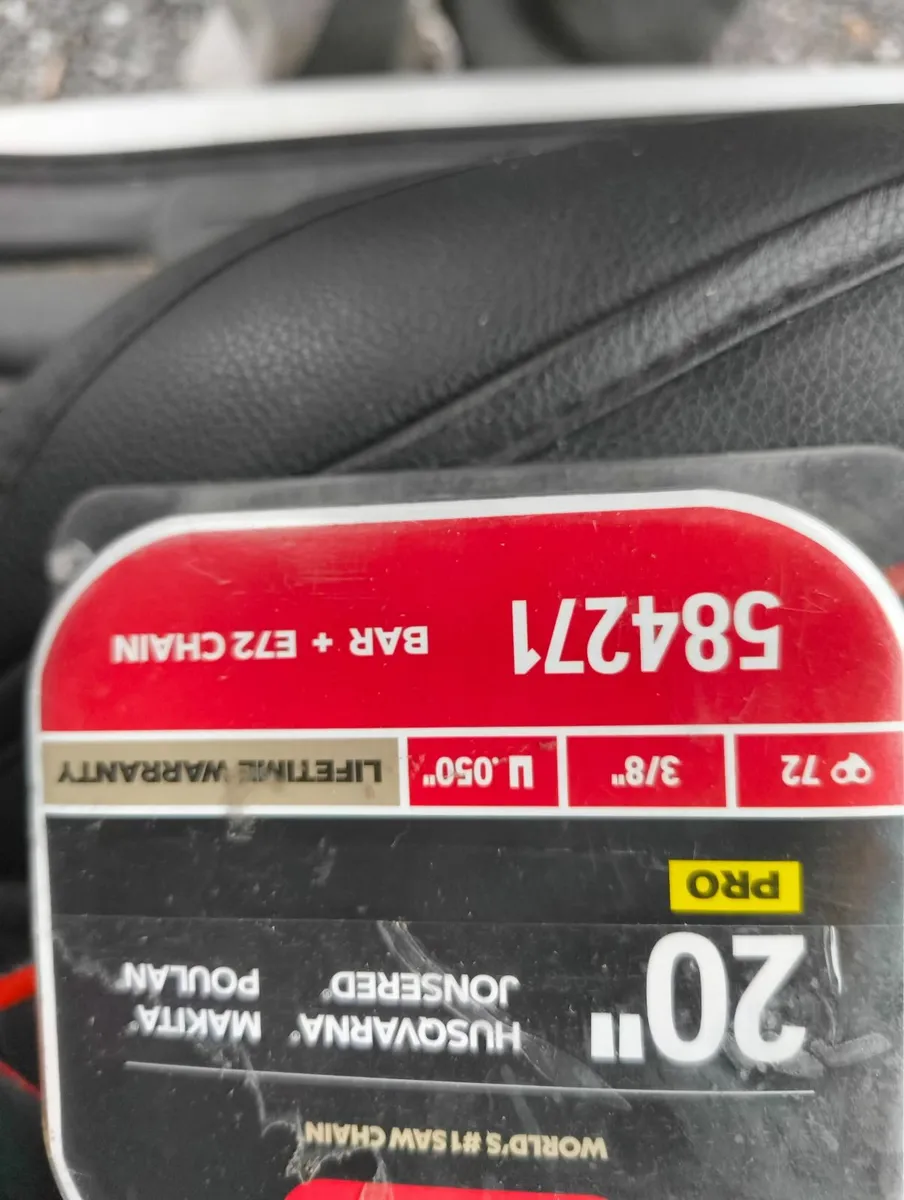 WORLD'S #1 SAW CHAIN
20" HUSQVARNA® MAKITA®
JONSERED® POULAN®
PRO
72 3/8" .050" LIFETIME WARRANTY
584271 BAR + E72 CHAIN